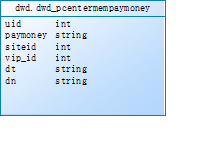 dwd.dwd_pcentermempaymoney
uid int
paymoney string
siteid int
vip_id int
dt string
dn string